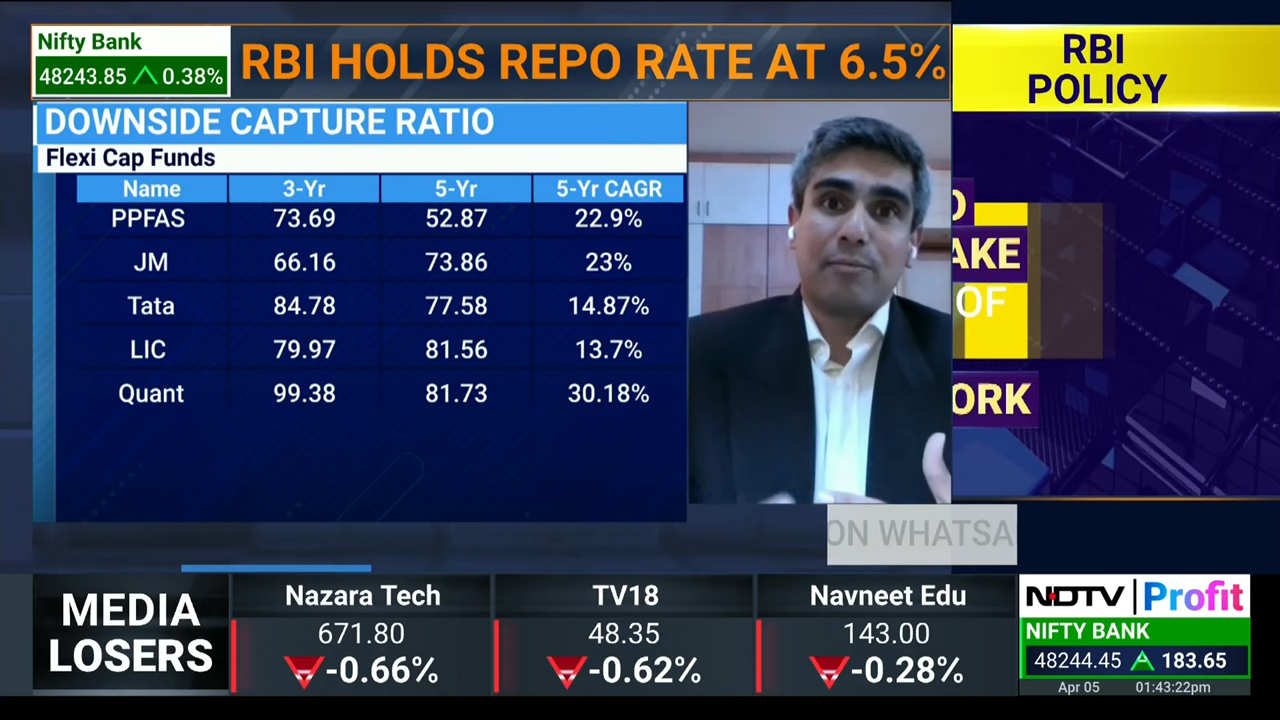 Nifty Bank
48243.85 0.38%
RBI HOLDS REPO RATE AT 6.5%
RBI
POLICY
DOWNSIDE CAPTURE RATIO
Flexi Cap Funds
Name 3-Yr 5-Yr 5-Yr CAGR
PPFAS 73.69 52.87 22.9%
JM 66.16 73.86 23%
Tata 84.78 77.58 14.87%
LIC 79.97 81.56 13.7%
Quant 99.38 81.73 30.18%
AKE
OF
ORK
ON WHATSA
MEDIA
LOSERS
Nazara Tech
671.80
-0.66%
TV18
48.35
-0.62%
Navneet Edu
143.00
-0.28%
NDTV Profit
NIFTY BANK
48244.45 183.65
Apr 05 01:43:22pm